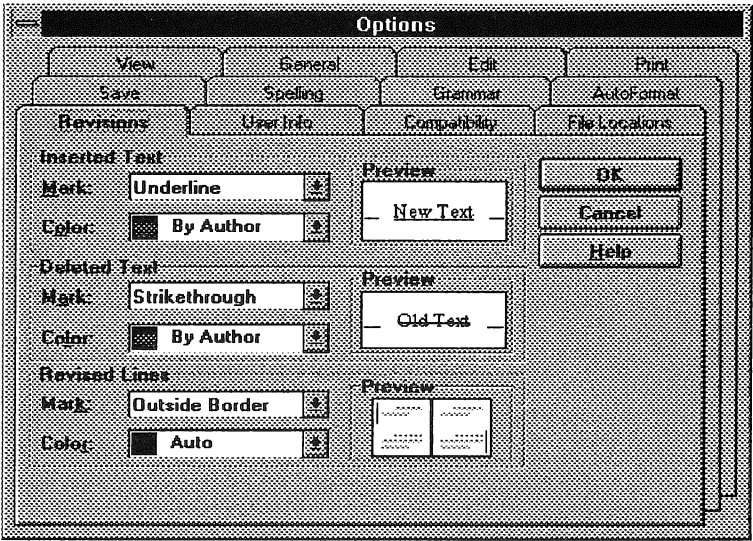 Options
View General Edit Print
Save Spelling Grammar AutoFormat
Revisions User Info Compatibility File Locations
Inserted Text
Mark: Underline
Color: By Author
Preview
New Text
OK
Cancel
Help
Deleted Text
Mark: Strikethrough
Color: By Author
Preview
Old Text
Revised Lines
Mark: Outside Border
Color: Auto
Preview